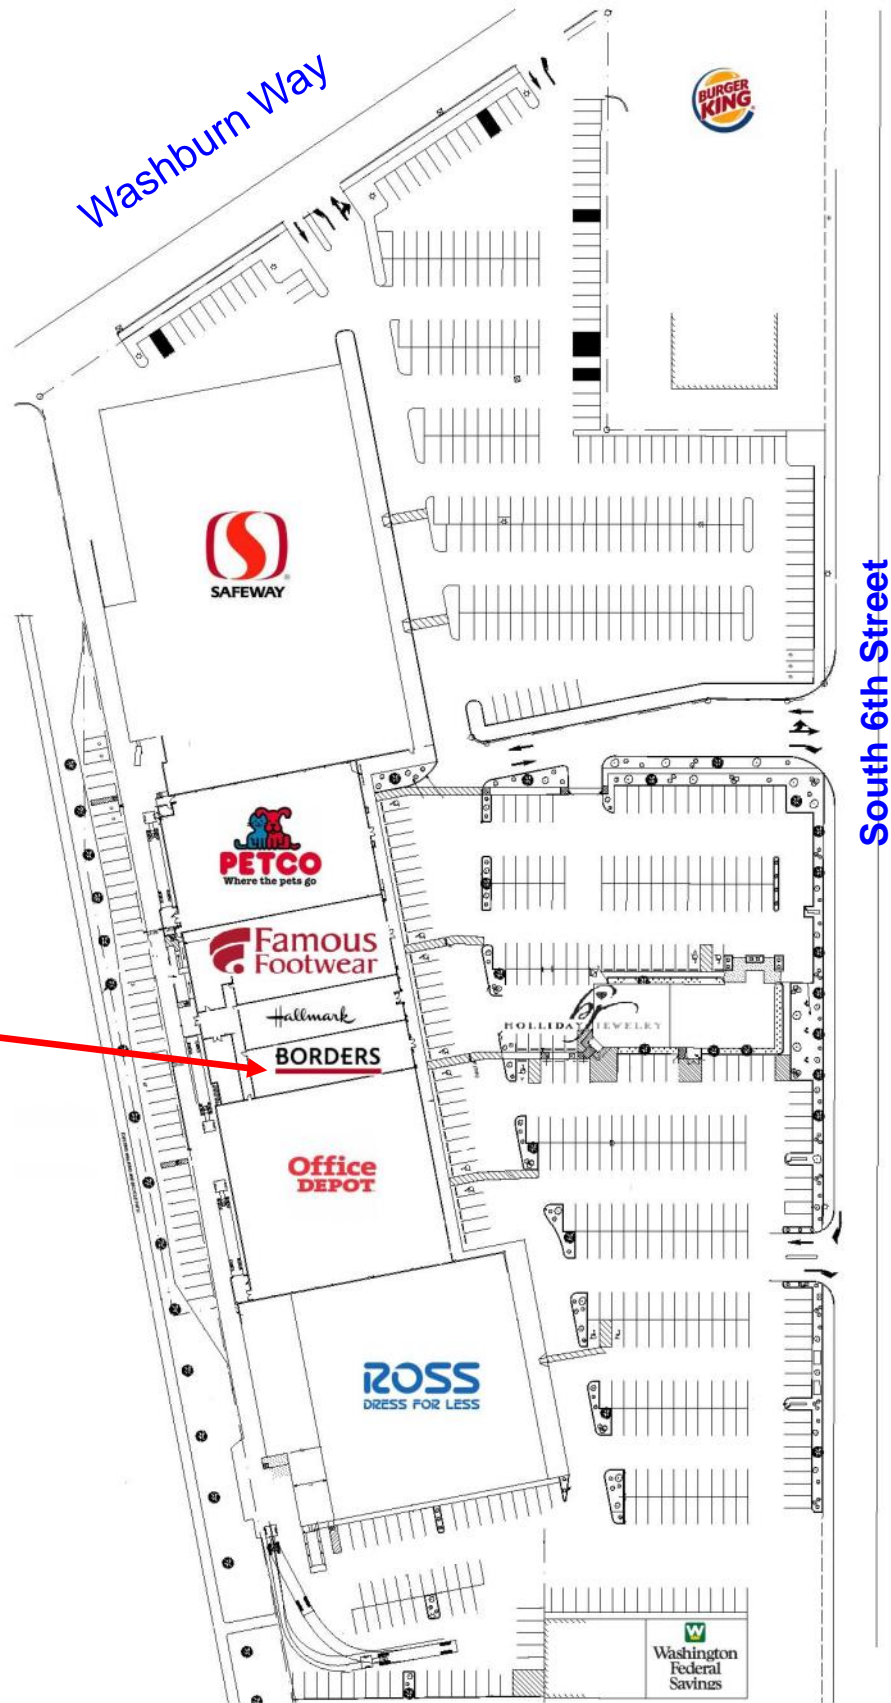 Washburn Way
BURGER
KING
SAFEWAY
South 6th Street
PETCO
Where the pets go
Famous
Footwear
Hallmark
HOLLIDAY JEWELRY
BORDERS
Office
DEPOT
ROSS
DRESS FOR LESS
W
Washington
Federal
Savings